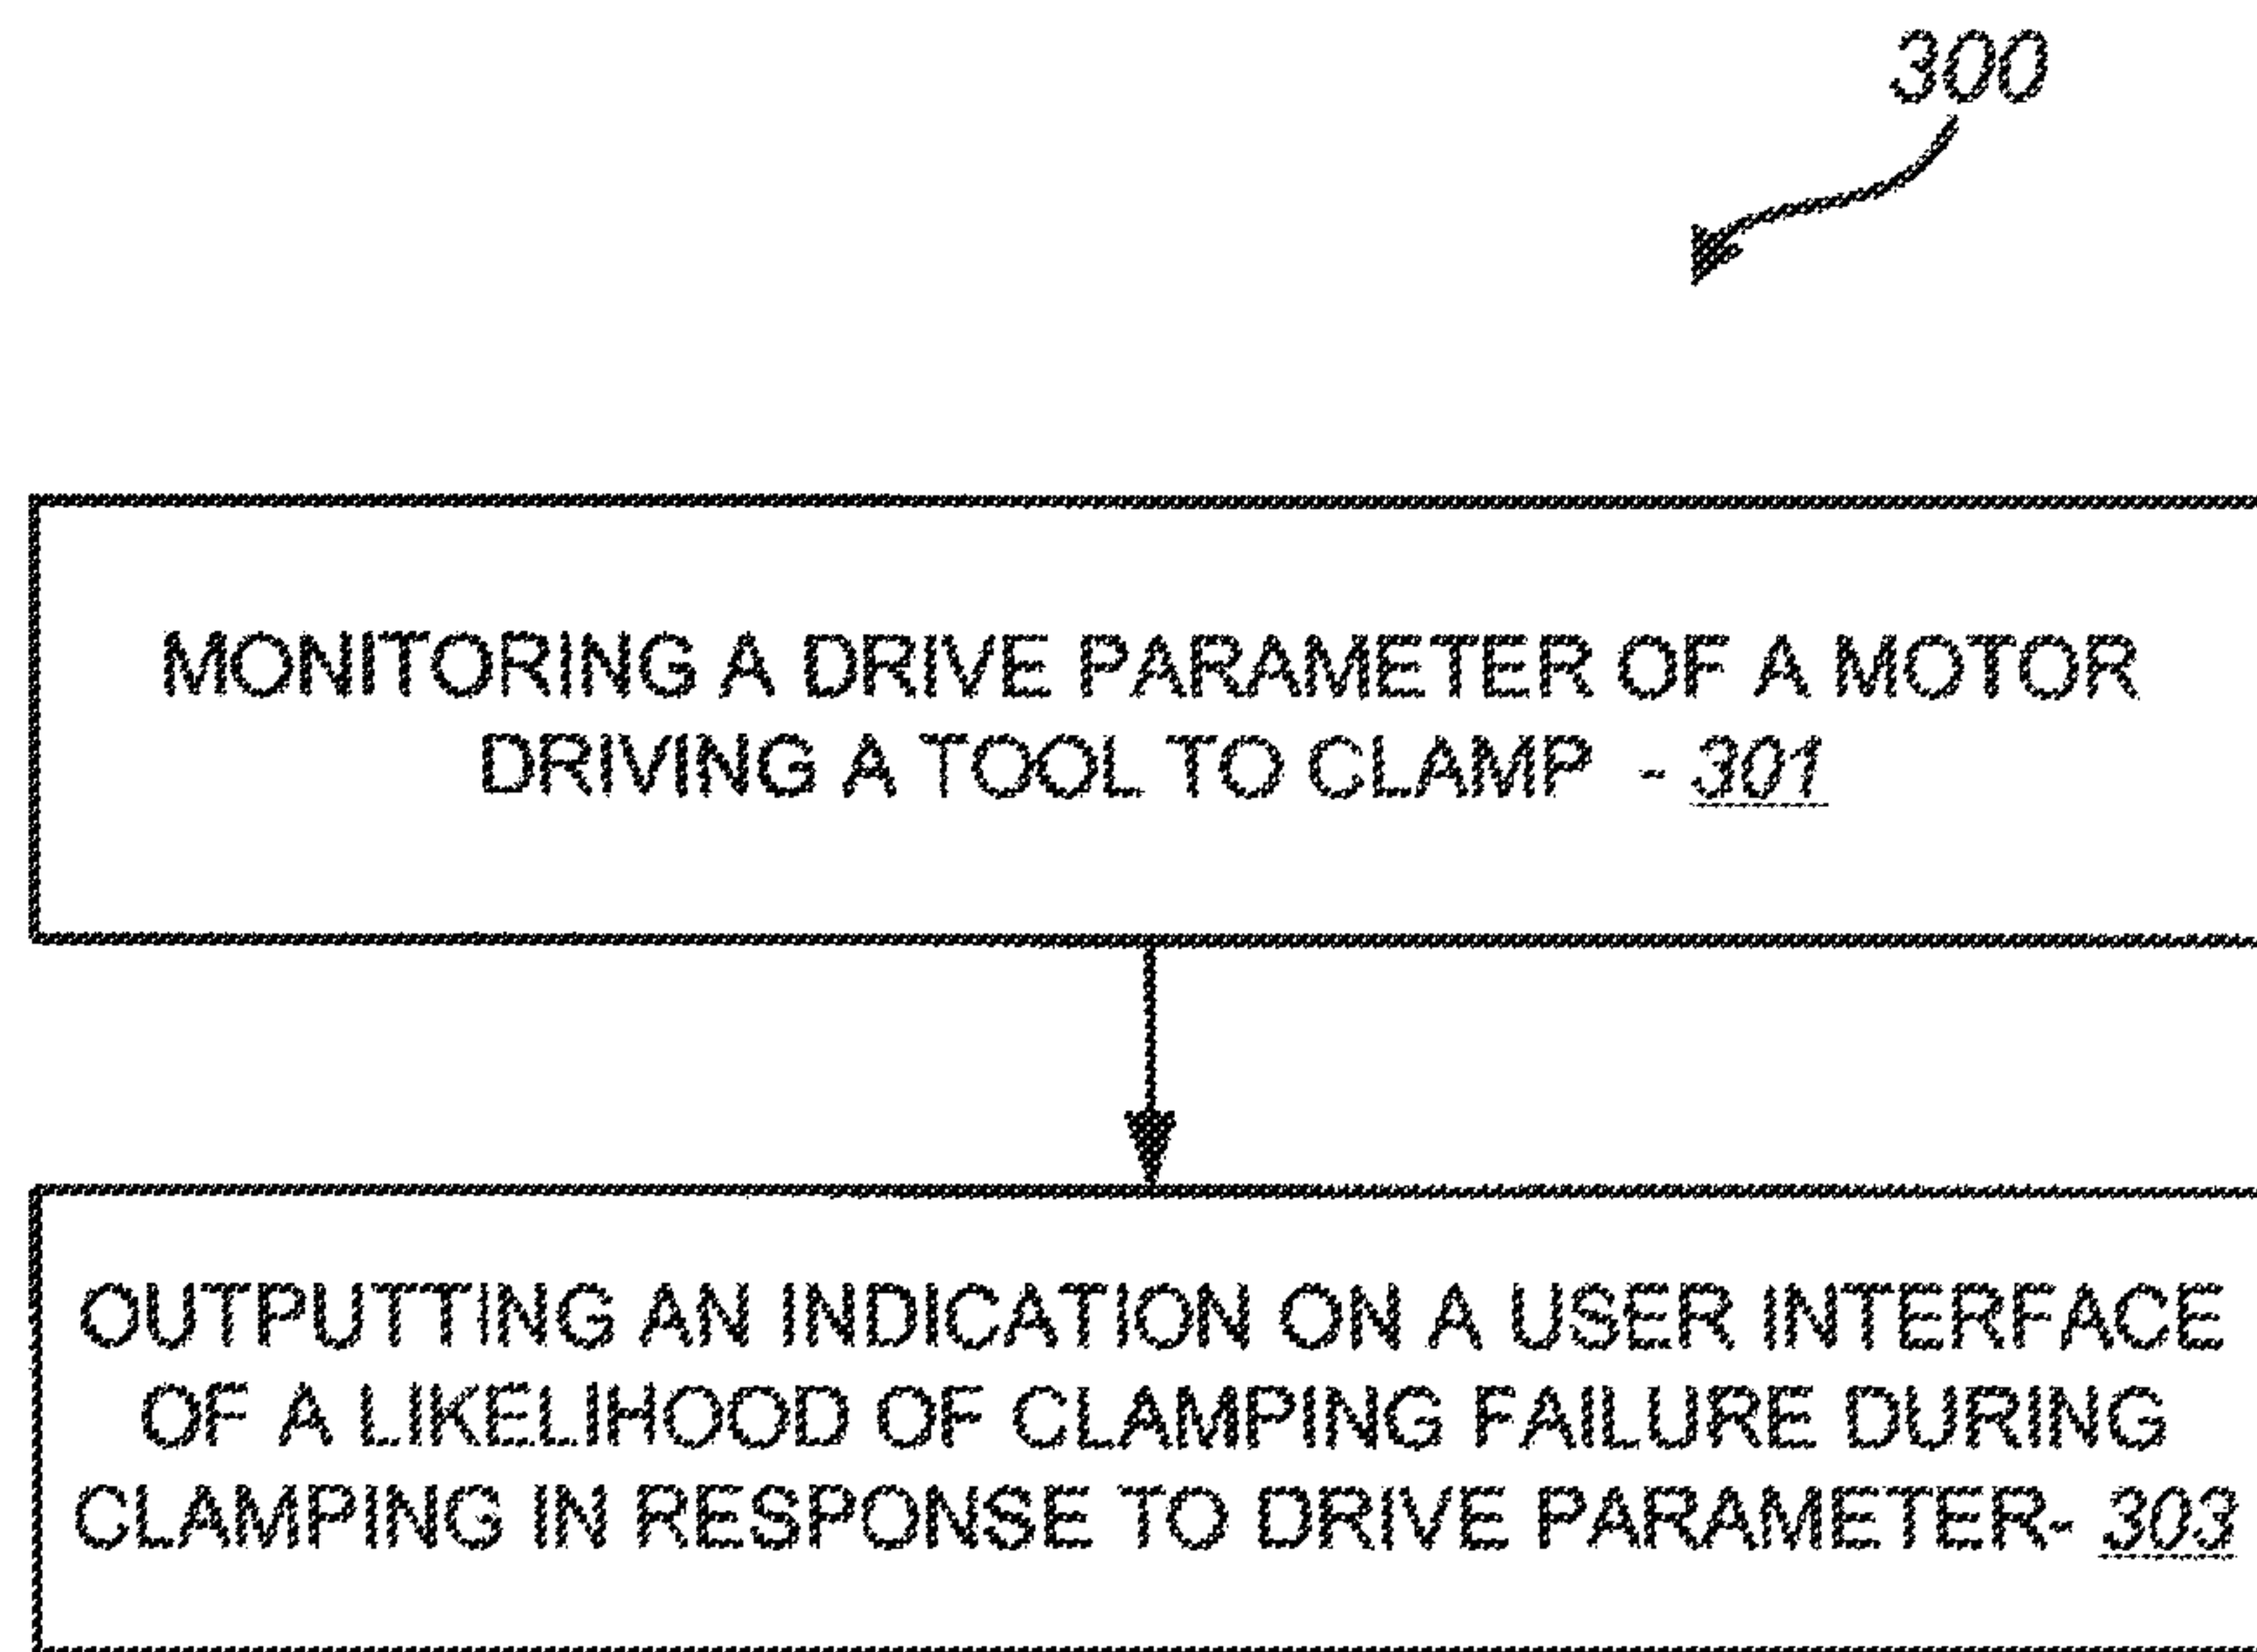 300
MONITORING A DRIVE PARAMETER OF A MOTOR
DRIVING A TOOL TO CLAMP - 301
OUTPUTTING AN INDICATION ON A USER INTERFACE
OF A LIKELIHOOD OF CLAMPING FAILURE DURING
CLAMPING IN RESPONSE TO DRIVE PARAMETER- 303